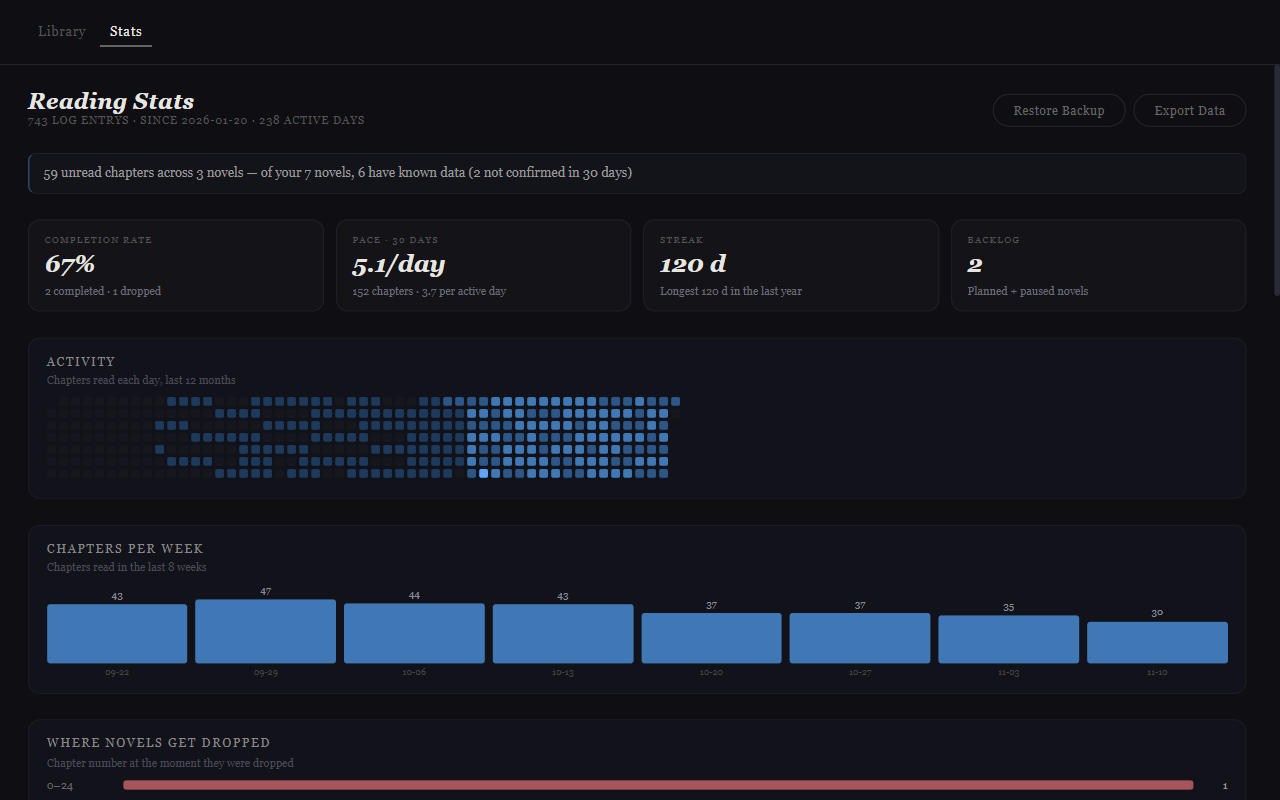 Library Stats
Reading Stats
743 LOG ENTRYS · SINCE 2026-01-20 · 238 ACTIVE DAYS
Restore Backup Export Data
59 unread chapters across 3 novels — of your 7 novels, 6 have known data (2 not confirmed in 30 days)
COMPLETION RATE
67%
2 completed · 1 dropped
PACE · 30 DAYS
5.1/day
152 chapters · 3.7 per active day
STREAK
120 d
Longest 120 d in the last year
BACKLOG
2
Planned + paused novels
ACTIVITY
Chapters read each day, last 12 months
CHAPTERS PER WEEK
Chapters read in the last 8 weeks
43 47 44 43 37 37 35 30
09-22 09-29 10-06 10-13 10-20 10-27 11-03 11-10
WHERE NOVELS GET DROPPED
Chapter number at the moment they were dropped
0–24 1